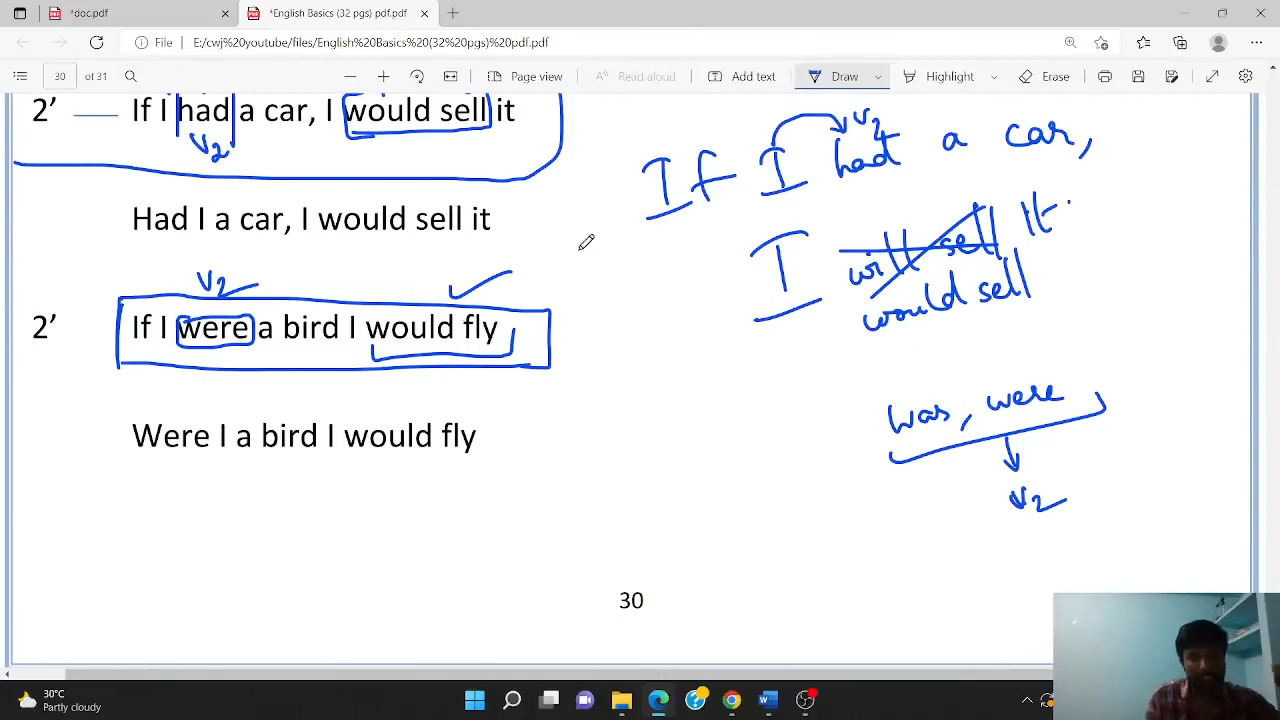 *doc.pdf
*English Basics (32 pgs) pdf.pdf
File
E:/cwj%20youtube/files/English%20Basics%20(32%20pgs)%20pdf.pdf
30 of 31
Page view
Read aloud
Add text
Draw
Highlight
Erase
2’ If I had a car, I would sell it
v2
If I had a car,
v2
I will sell it.
would sell
Had I a car, I would sell it
v2
2’ If I were a bird I would fly
was, were
v2
Were I a bird I would fly
30
30°C
Partly cloudy